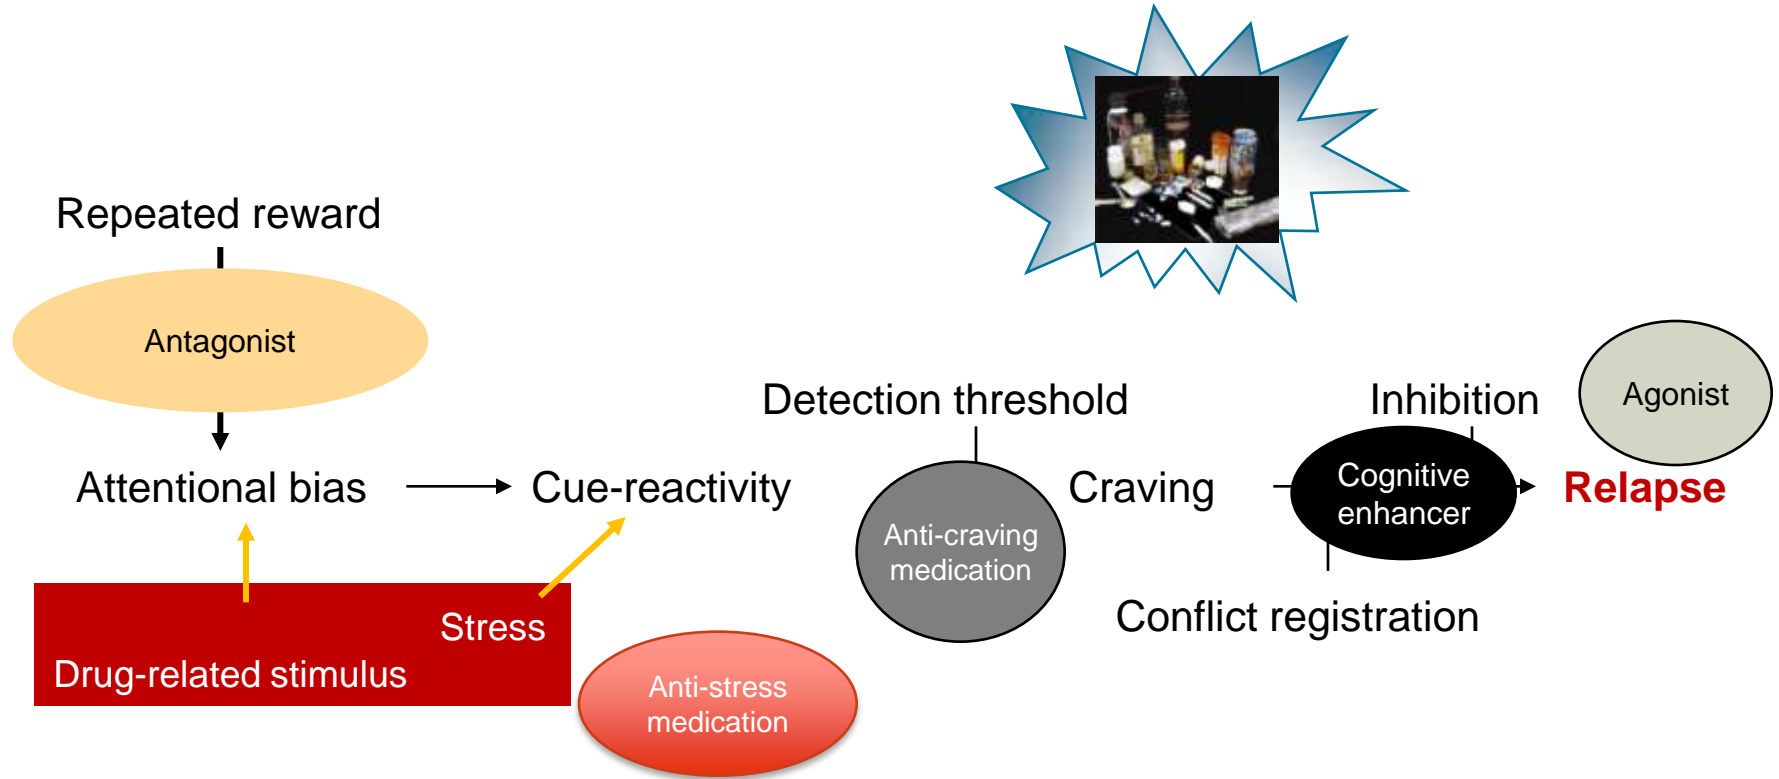 Repeated reward
Antagonist
Detection threshold
Inhibition
Agonist
Attentional bias
Cue-reactivity
Craving
Cognitive
enhancer
Relapse
Anti-craving
medication
Conflict registration
Stress
Drug-related stimulus
Anti-stress
medication